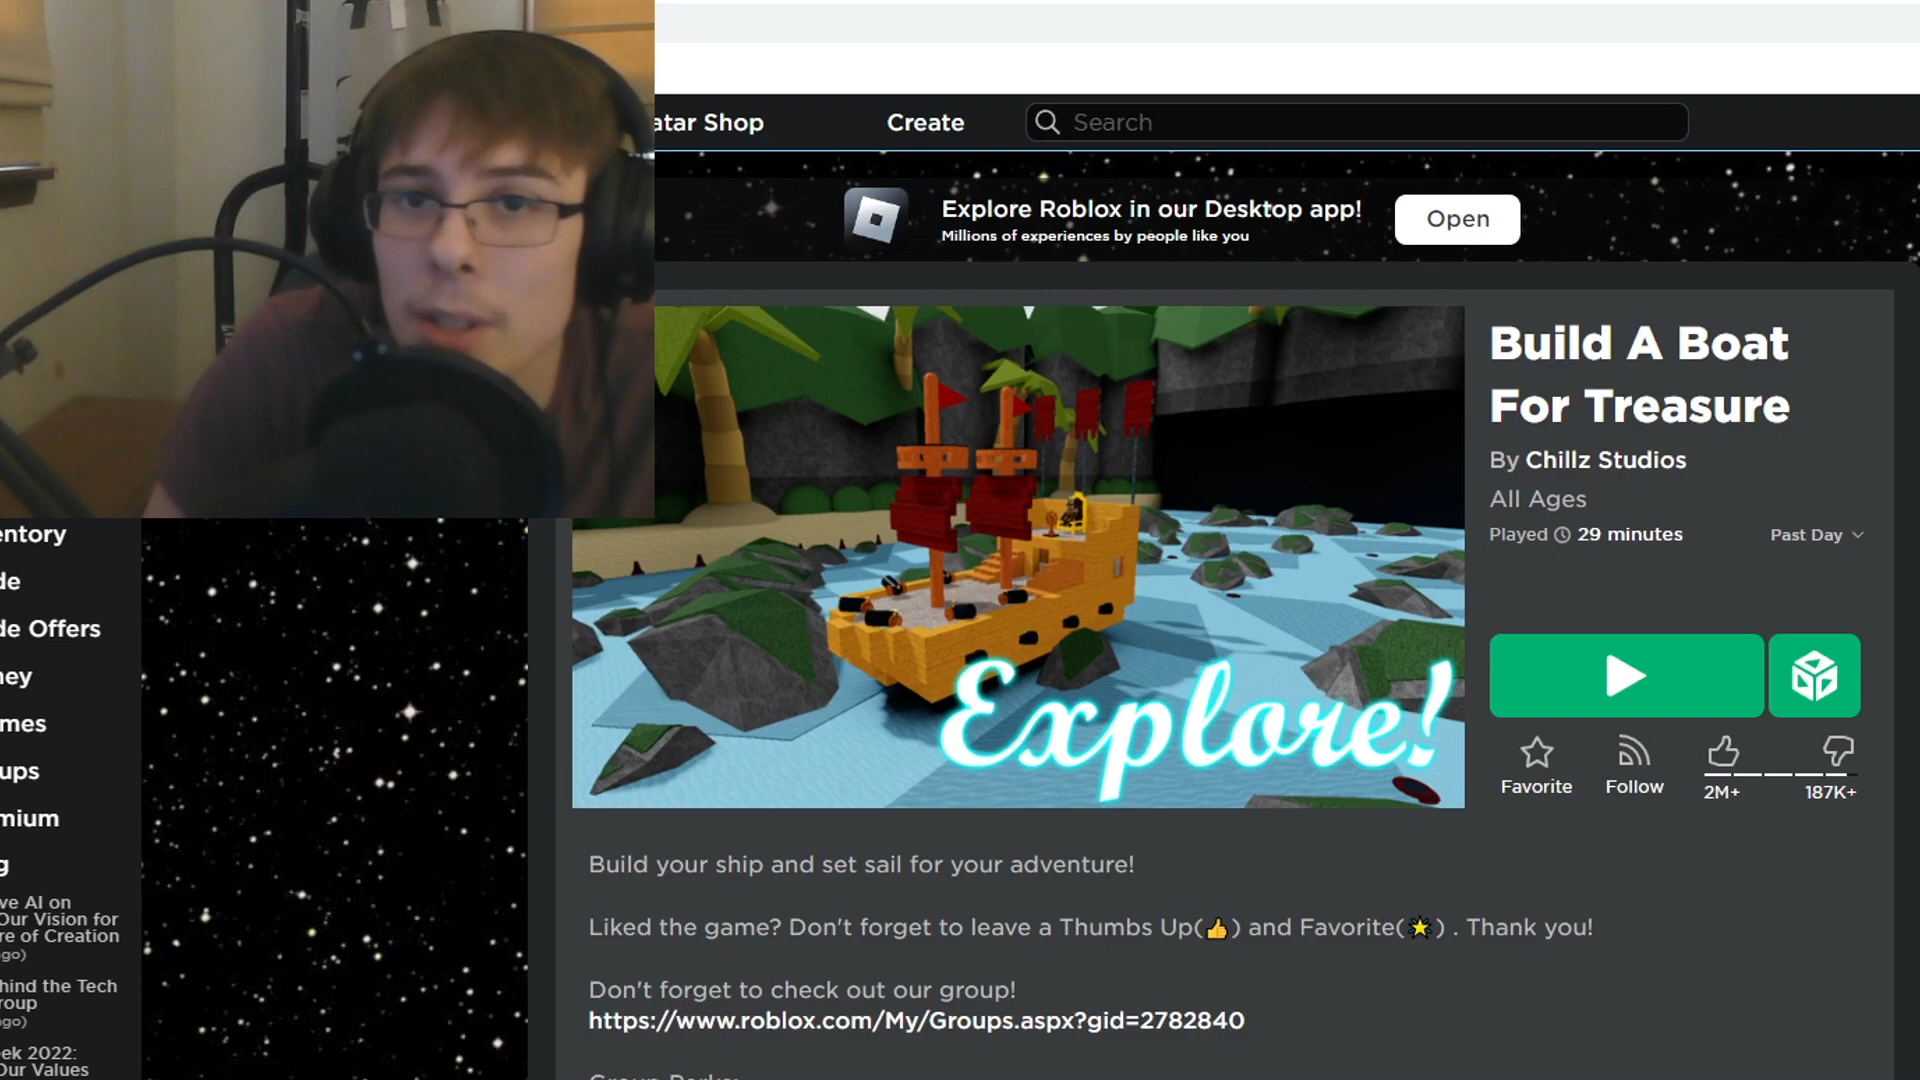 atar Shop
Create
Search
Explore Roblox in our Desktop app!
Millions of experiences by people like you
Open
Build A Boat
For Treasure
By Chillz Studios
All Ages
Played 29 minutes
Past Day
Explore!
Favorite
Follow
2M+
187K+
entory
de
de Offers
ney
mes
ups
mium
g
ve AI on
Our Vision for
re of Creation
ago)
hind the Tech
roup
ago)
ek 2022:
Our Values
Build your ship and set sail for your adventure!
Liked the game? Don't forget to leave a Thumbs Up(👍) and Favorite(🌟) . Thank you!
Don't forget to check out our group!
https://www.roblox.com/My/Groups.aspx?gid=2782840